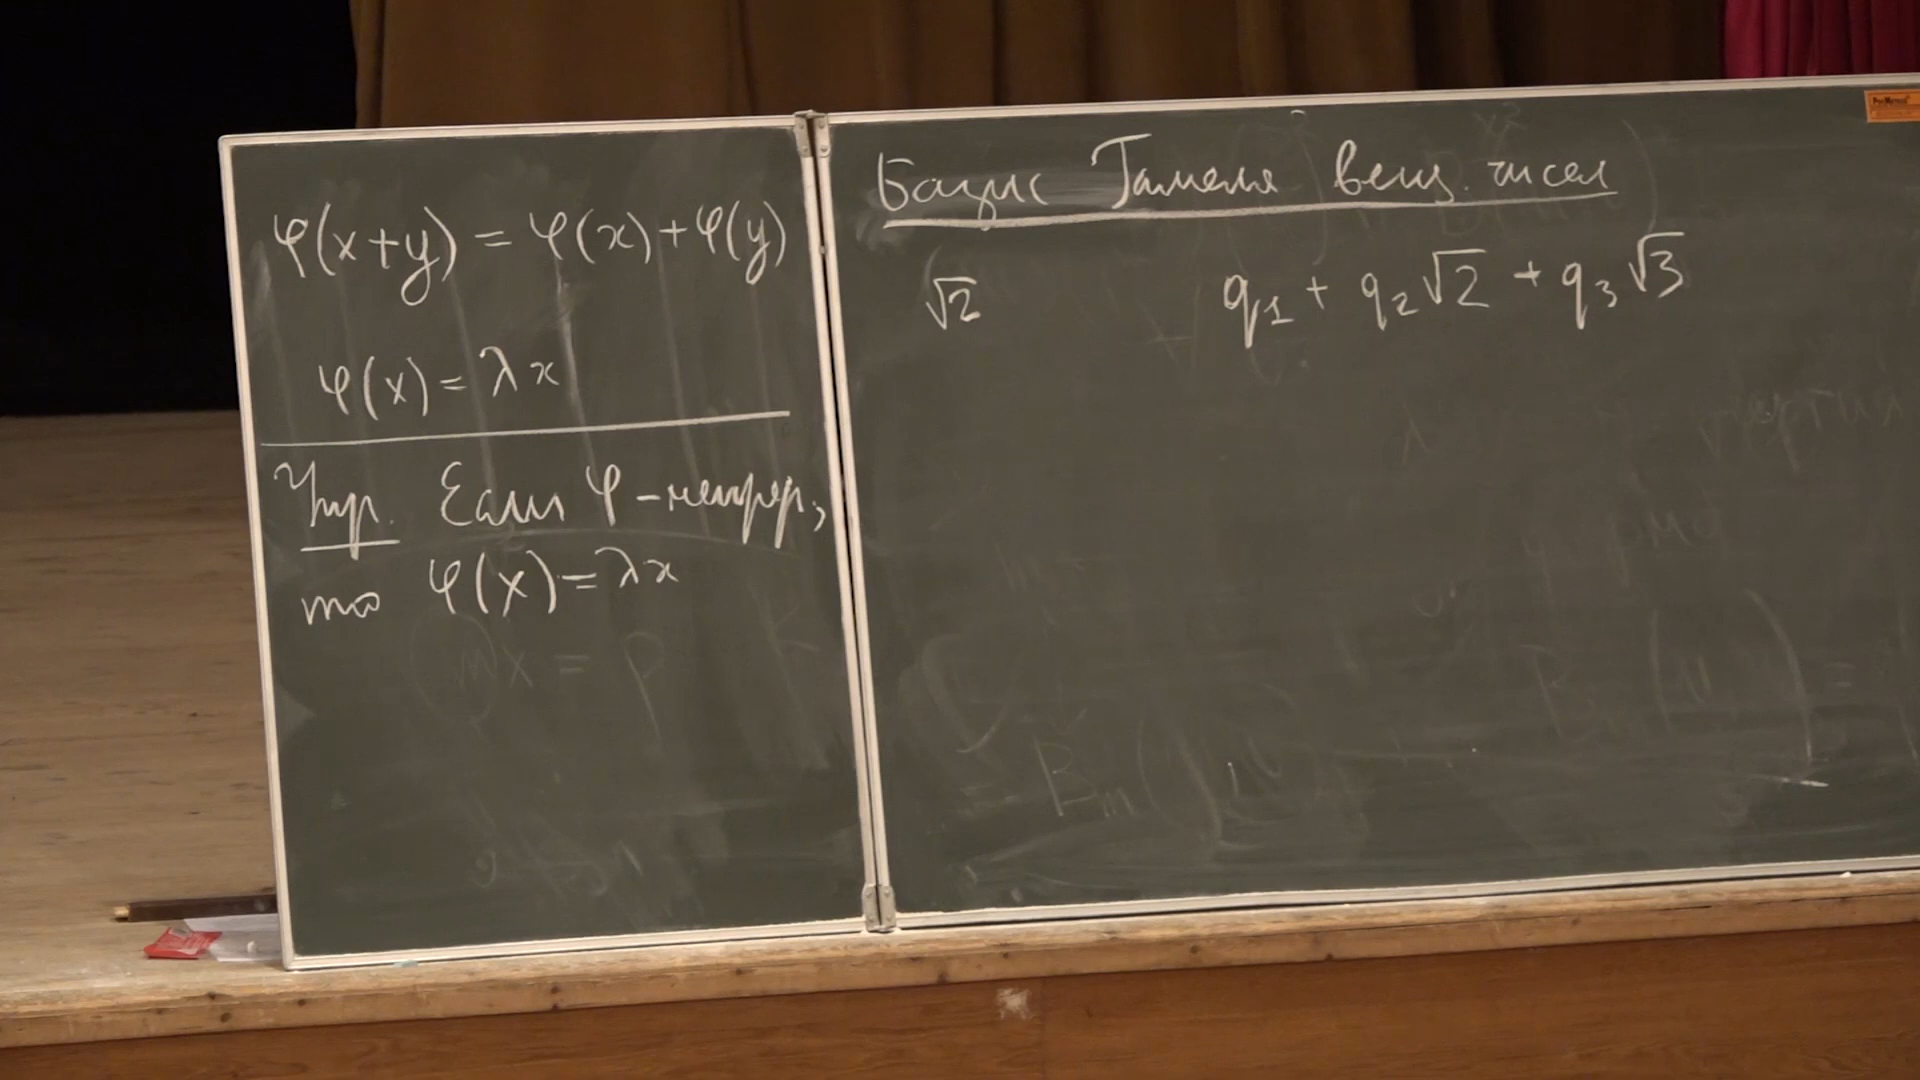 φ(x+y) = φ(x)+φ(y)
φ(x) = λx
Упр. Если φ - непрер.,
то φ(x) = λx
Базис Гамеля вещ. чисел
√2 q₁ + q₂√2 + q₃√3